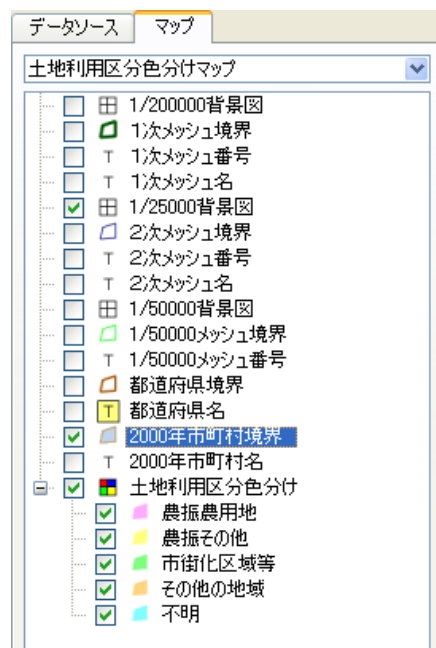 データソース マップ
土地利用区分色分けマップ
1/200000背景図
1次メッシュ境界
T 1次メッシュ番号
T 1次メッシュ名
1/25000背景図
2次メッシュ境界
T 2次メッシュ番号
T 2次メッシュ名
1/50000背景図
1/50000メッシュ境界
T 1/50000メッシュ番号
都道府県境界
T 都道府県名
2000年市町村境界
T 2000年市町村名
土地利用区分色分け
農振農用地
農振その他
市街化区域等
その他の地域
不明